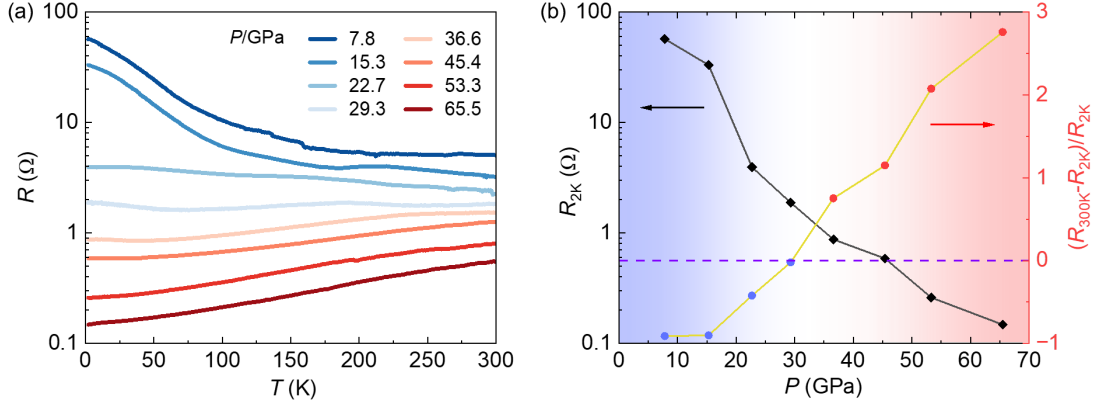 (a)
100
10
1
0.1
R (Ω)
P/GPa
7.8 36.6
15.3 45.4
22.7 53.3
29.3 65.5
0 50 100 150 200 250 300
T (K)
(b)
100
10
1
0.1
R2K (Ω)
3
2
1
0
−1
(R300K-R2K)/R2K
0 10 20 30 40 50 60 70
P (GPa)